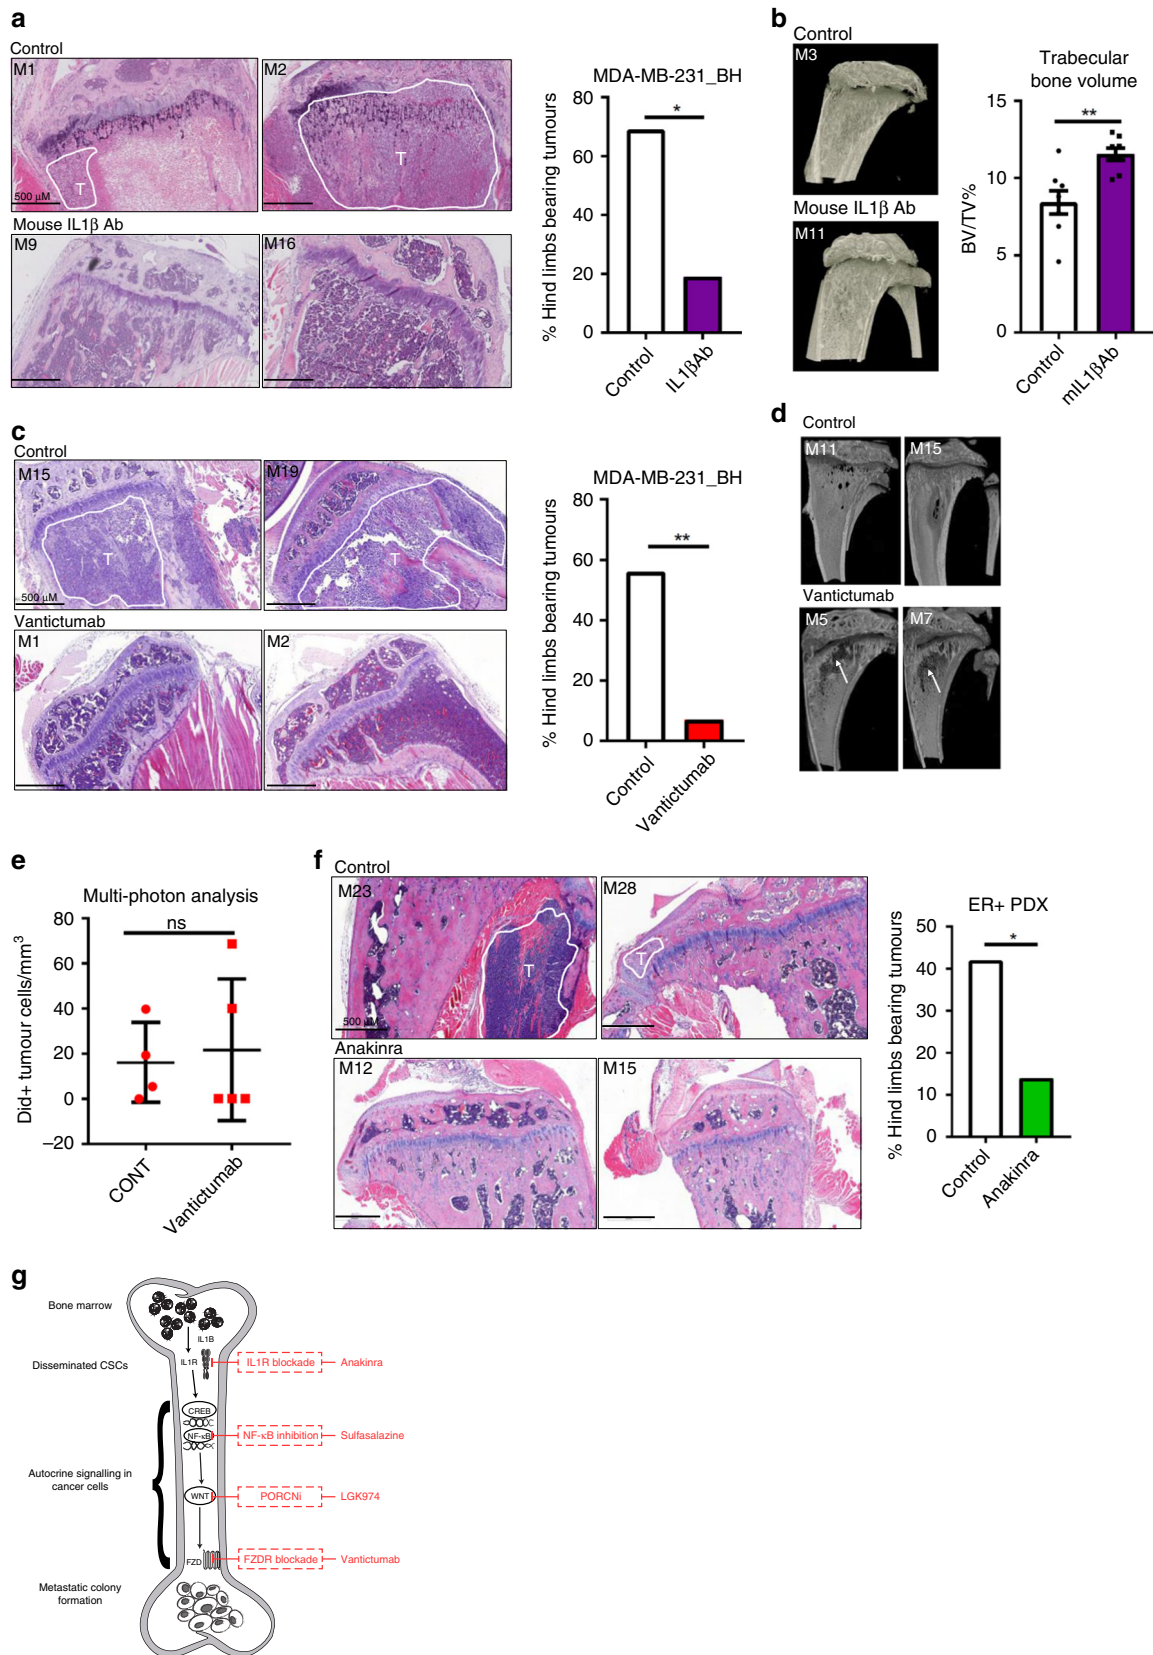 a
Control
M1
T
500 µM
M2
T
Mouse IL1β Ab
M9
M16
MDA-MB-231_BH
% Hind limbs bearing tumours
80
60
40
20
0
*
Control
IL1βAb
b
Control
M3
Mouse IL1β Ab
M11
Trabecular
bone volume
BV/TV%
15
10
5
0
**
Control
mIL1βAb
c
Control
M15
T
500 µM
M19
T
Vantictumab
M1
M2
MDA-MB-231_BH
% Hind limbs bearing tumours
80
60
40
20
0
**
Control
Vantictumab
d
Control
M11
M15
Vantictumab
M5
M7
e
Multi-photon analysis
Did+ tumour cells/mm³
80
60
40
20
0
−20
ns
CONT
Vantictumab
f
Control
M23
T
500 µM
M28
T
Anakinra
M12
M15
ER+ PDX
% Hind limbs bearing tumours
50
40
30
20
10
0
*
Control
Anakinra
g
Bone marrow
IL1B
Disseminated CSCs
IL1R
IL1R blockade
Anakinra
CREB
NF-κB
NF-κB inhibition
Sulfasalazine
Autocrine signalling in
cancer cells
WNT
PORCNi
LGK974
FZD
FZDR blockade
Vantictumab
Metastatic colony
formation